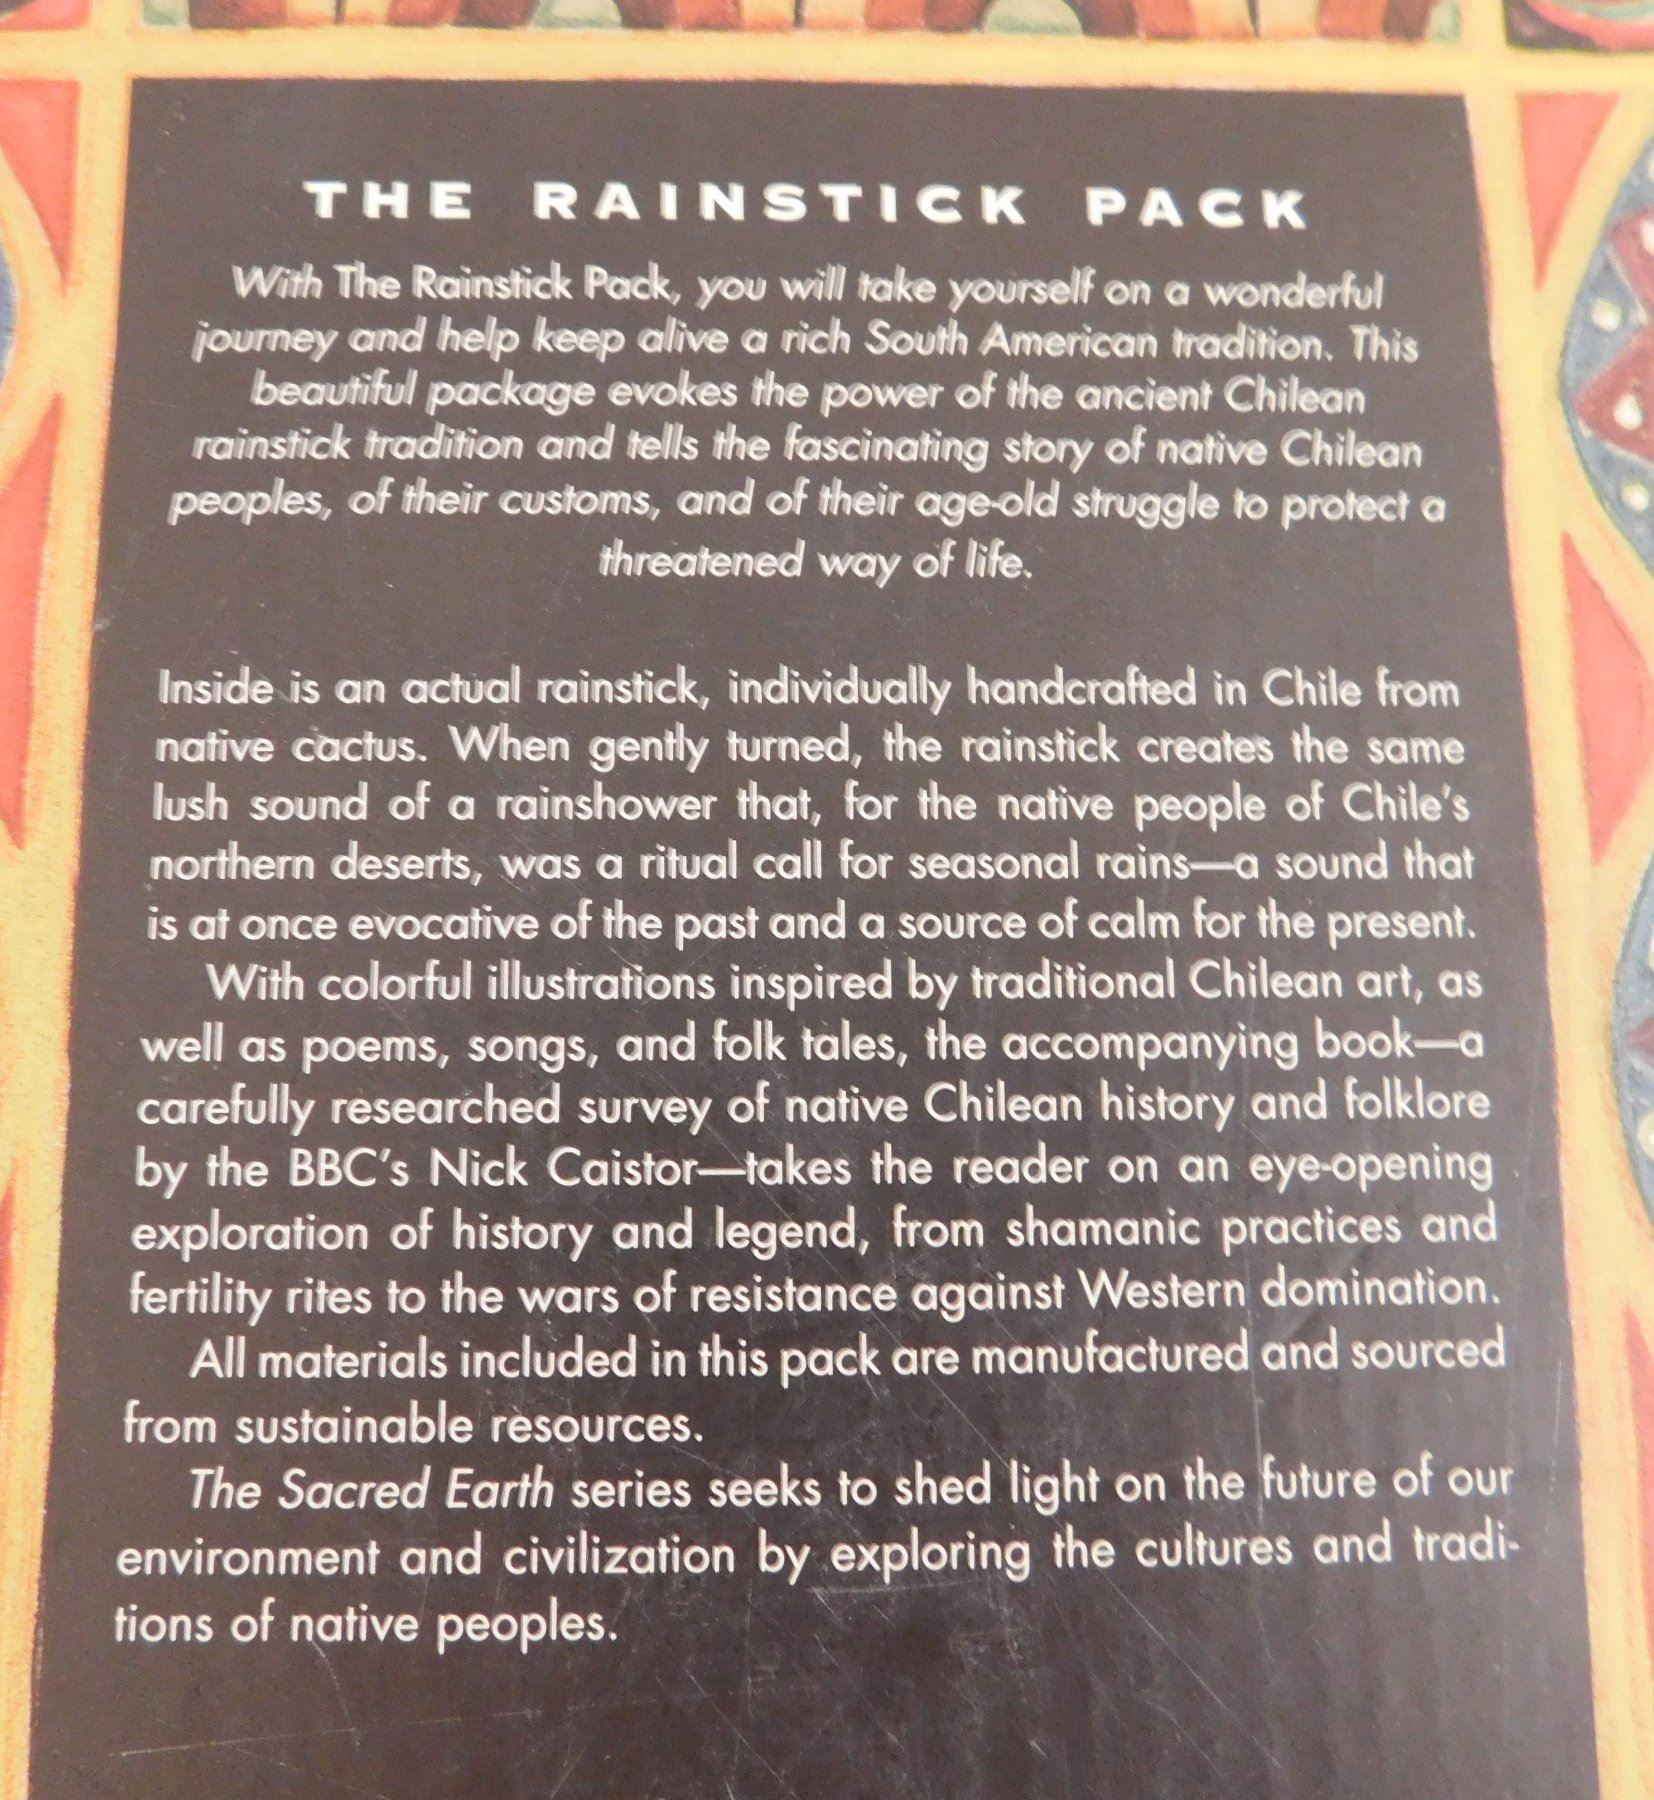 THE RAINSTICK PACK
With The Rainstick Pack, you will take yourself on a wonderful
journey and help keep alive a rich South American tradition. This
beautiful package evokes the power of the ancient Chilean
rainstick tradition and tells the fascinating story of native Chilean
peoples, of their customs, and of their age-old struggle to protect a
threatened way of life.
Inside is an actual rainstick, individually handcrafted in Chile from
native cactus. When gently turned, the rainstick creates the same
lush sound of a rainshower that, for the native people of Chile's
northern deserts, was a ritual call for seasonal rains—a sound that
is at once evocative of the past and a source of calm for the present.
With colorful illustrations inspired by traditional Chilean art, as
well as poems, songs, and folk tales, the accompanying book—a
carefully researched survey of native Chilean history and folklore
by the BBC's Nick Caistor—takes the reader on an eye-opening
exploration of history and legend, from shamanic practices and
fertility rites to the wars of resistance against Western domination.
All materials included in this pack are manufactured and sourced
from sustainable resources.
The Sacred Earth series seeks to shed light on the future of our
environment and civilization by exploring the cultures and tradi-
tions of native peoples.